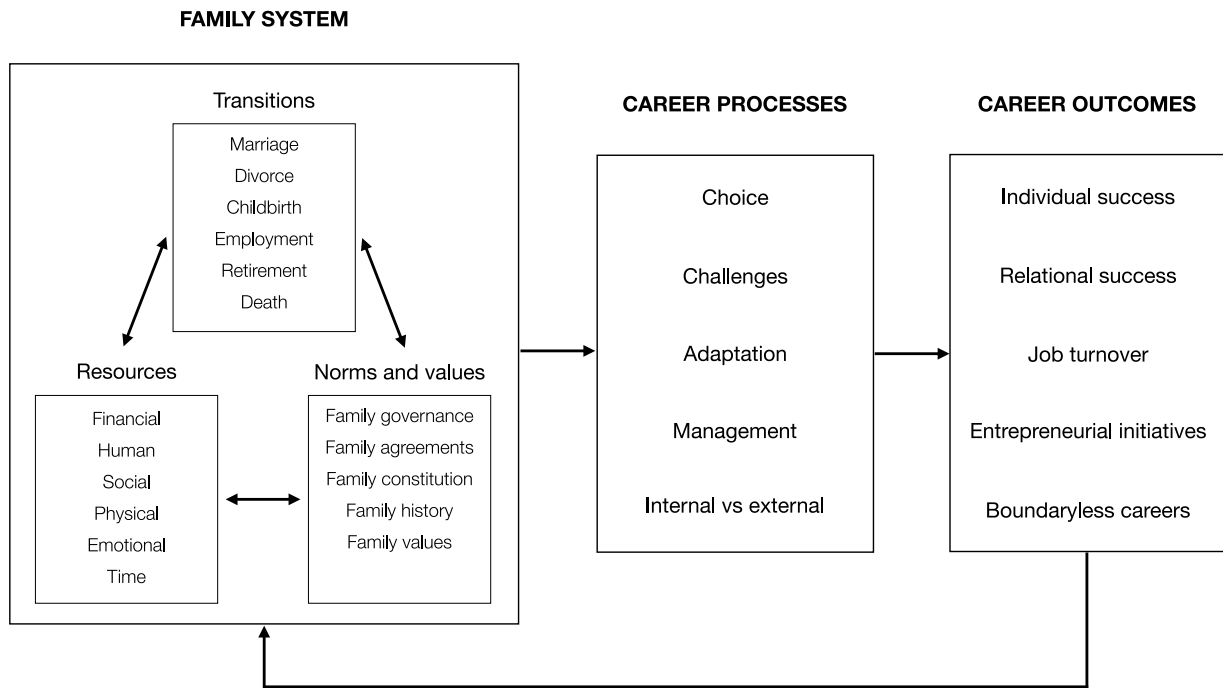 FAMILY SYSTEM
Transitions
Marriage
Divorce
Childbirth
Employment
Retirement
Death
Resources
Financial
Human
Social
Physical
Emotional
Time
Norms and values
Family governance
Family agreements
Family constitution
Family history
Family values
CAREER PROCESSES
Choice
Challenges
Adaptation
Management
Internal vs external
CAREER OUTCOMES
Individual success
Relational success
Job turnover
Entrepreneurial initiatives
Boundaryless careers